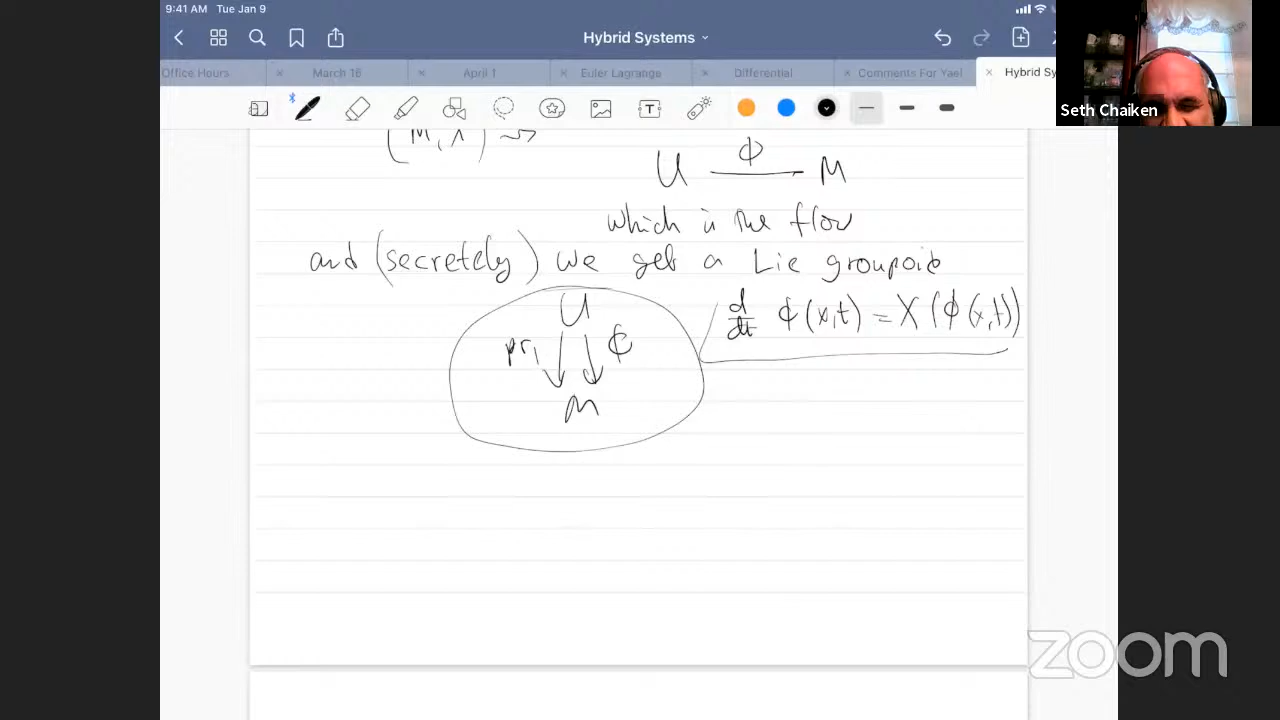 9:41 AM Tue Jan 9
Hybrid Systems
Office Hours
March 16
April 1
Euler Lagrange
Differential
Comments For Yael
Hybrid Sy
Seth Chaiken
(M, X) ⇝
U —Φ→ M
which is the flow
and (secretely) we get a Lie groupoid
U
d/dt Φ(x,t) = X(Φ(x,t))
pr₁ ↓↓ Φ
M
zoom